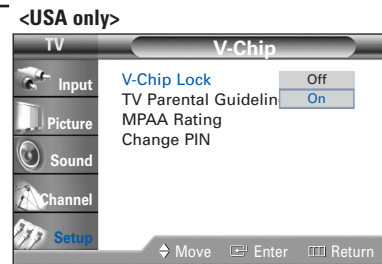 <USA only>
TV
V-Chip
Input
Picture
Sound
Channel
Setup
V-Chip Lock
Off
TV Parental Guidelin
On
MPAA Rating
Change PIN
Move Enter Return